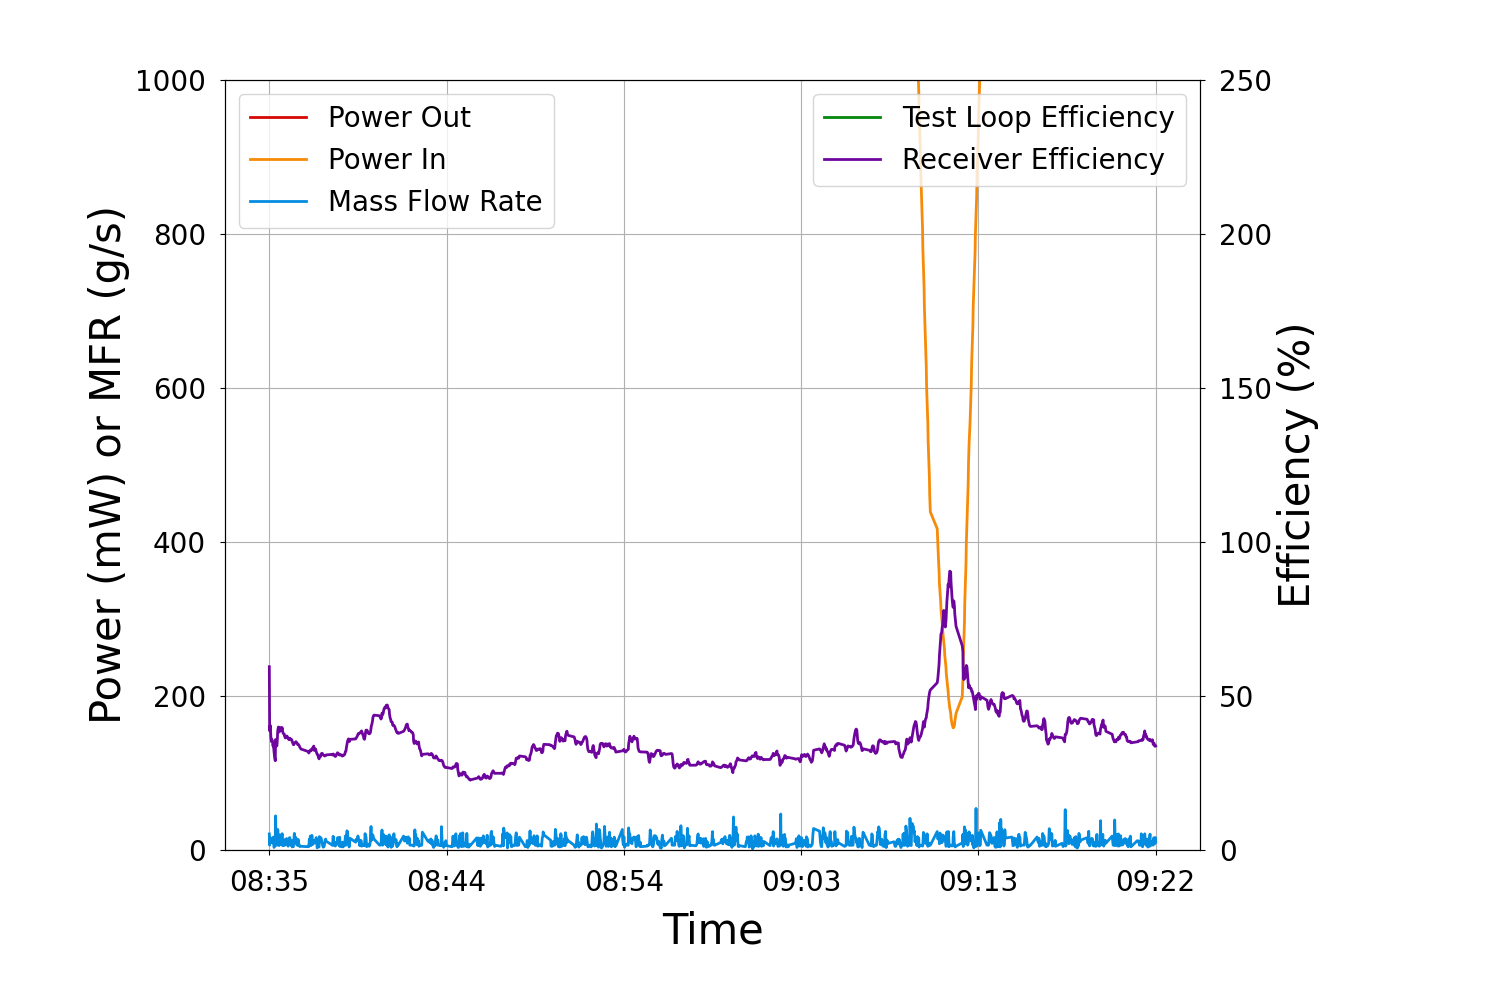 Power (mW) or MFR (g/s)
1000
800
600
400
200
0
Power Out
Power In
Mass Flow Rate
Test Loop Efficiency
Receiver Efficiency
250
200
150
100
50
0
Efficiency (%)
08:35 08:44 08:54 09:03 09:13 09:22
Time